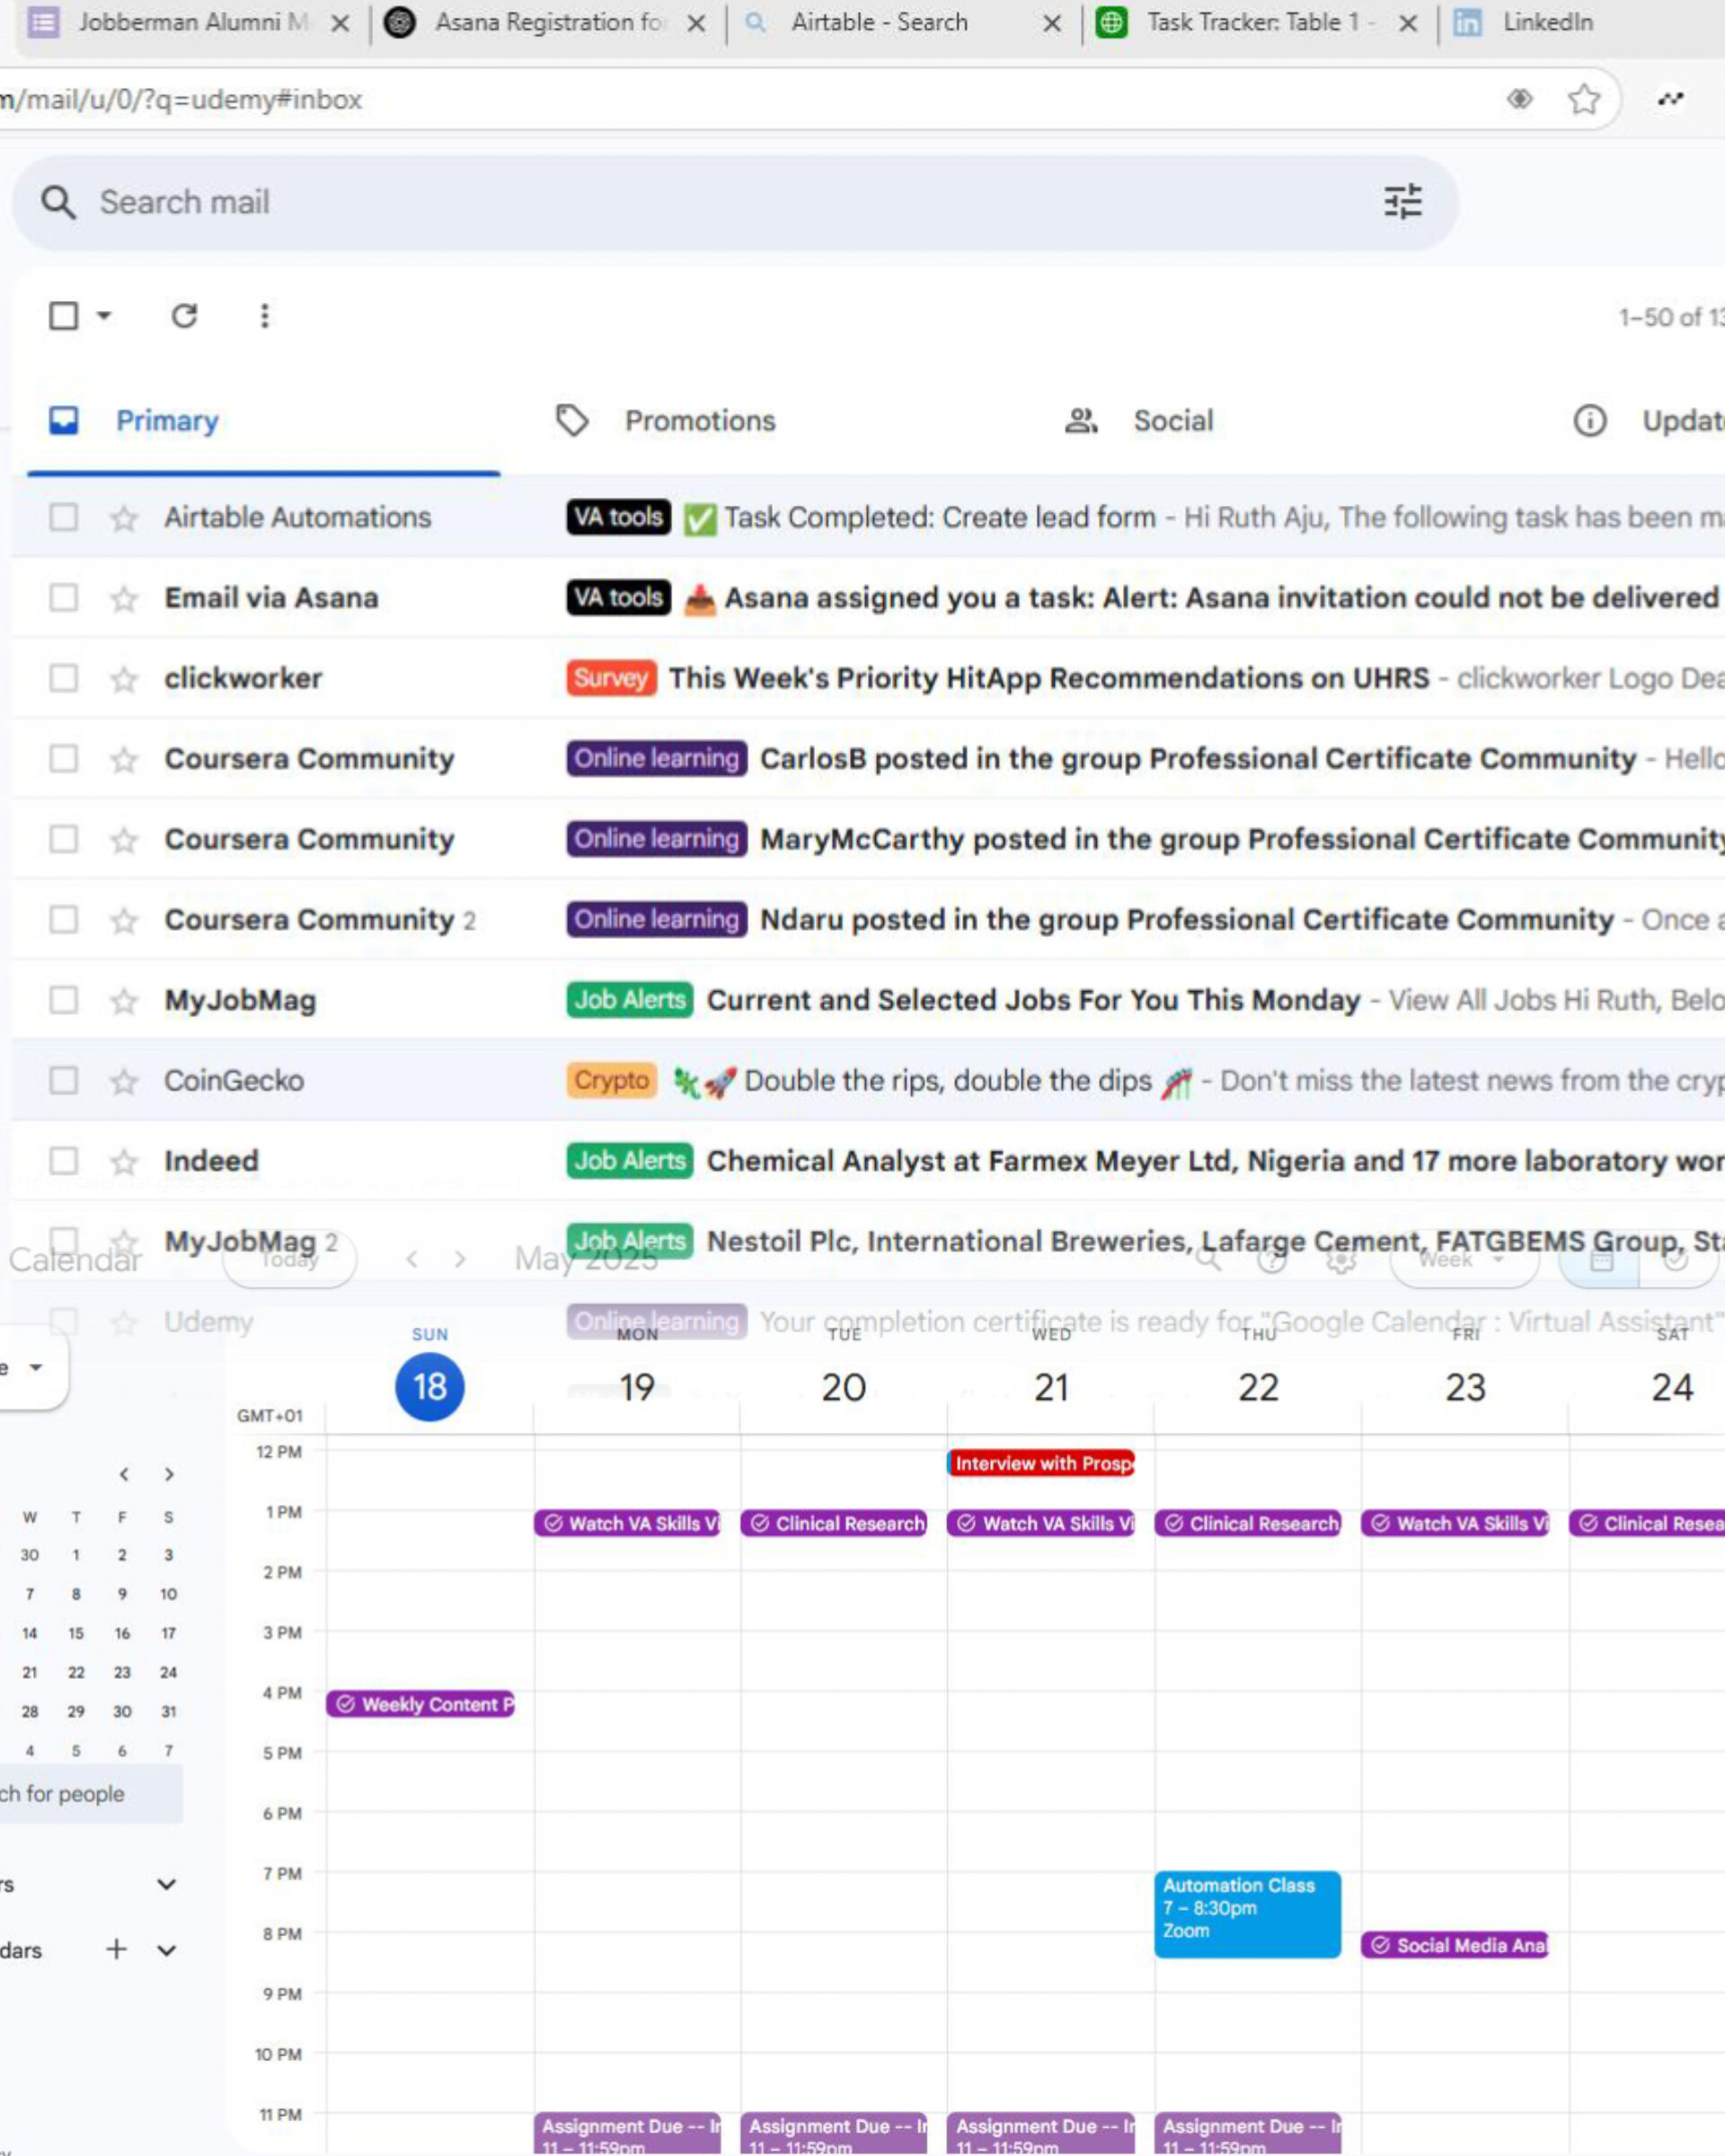 Jobberman Alumni M
Asana Registration fo
Airtable - Search
Task Tracker: Table 1 -
LinkedIn
m/mail/u/0/?q=udemy#inbox
Search mail
1–50 of 13
Primary
Promotions
Social
Update
Airtable Automations VA tools ✅ Task Completed: Create lead form - Hi Ruth Aju, The following task has been m
Email via Asana VA tools 📥 Asana assigned you a task: Alert: Asana invitation could not be delivered
clickworker Survey This Week's Priority HitApp Recommendations on UHRS - clickworker Logo Dea
Coursera Community Online learning CarlosB posted in the group Professional Certificate Community - Hello
Coursera Community Online learning MaryMcCarthy posted in the group Professional Certificate Community
Coursera Community 2 Online learning Ndaru posted in the group Professional Certificate Community - Once a
MyJobMag Job Alerts Current and Selected Jobs For You This Monday - View All Jobs Hi Ruth, Belo
CoinGecko Crypto 🦎🚀 Double the rips, double the dips 🎢 - Don't miss the latest news from the cryp
Indeed Job Alerts Chemical Analyst at Farmex Meyer Ltd, Nigeria and 17 more laboratory wor
MyJobMag 2 Job Alerts Nestoil Plc, International Breweries, Lafarge Cement, FATGBEMS Group, Sta
Calendar Today May 2025 Week
Udemy Online learning Your completion certificate is ready for "Google Calendar : Virtual Assistant"
SUN MON TUE WED THU FRI SAT
18 19 20 21 22 23 24
GMT+01
12 PM
Interview with Prosp
1 PM
Watch VA Skills Vi
Clinical Research
Watch VA Skills Vi
Clinical Research
Watch VA Skills Vi
Clinical Resea
W T F S
30 1 2 3
7 8 9 10
14 15 16 17
21 22 23 24
28 29 30 31
4 5 6 7
ch for people
rs
dars
2 PM
3 PM
4 PM
Weekly Content P
5 PM
6 PM
7 PM
Automation Class
7 – 8:30pm
Zoom
8 PM
Social Media Anal
9 PM
10 PM
11 PM
Assignment Due -- In
11 – 11:59pm
Assignment Due -- In
11 – 11:59pm
Assignment Due -- In
11 – 11:59pm
Assignment Due -- In
11 – 11:59pm